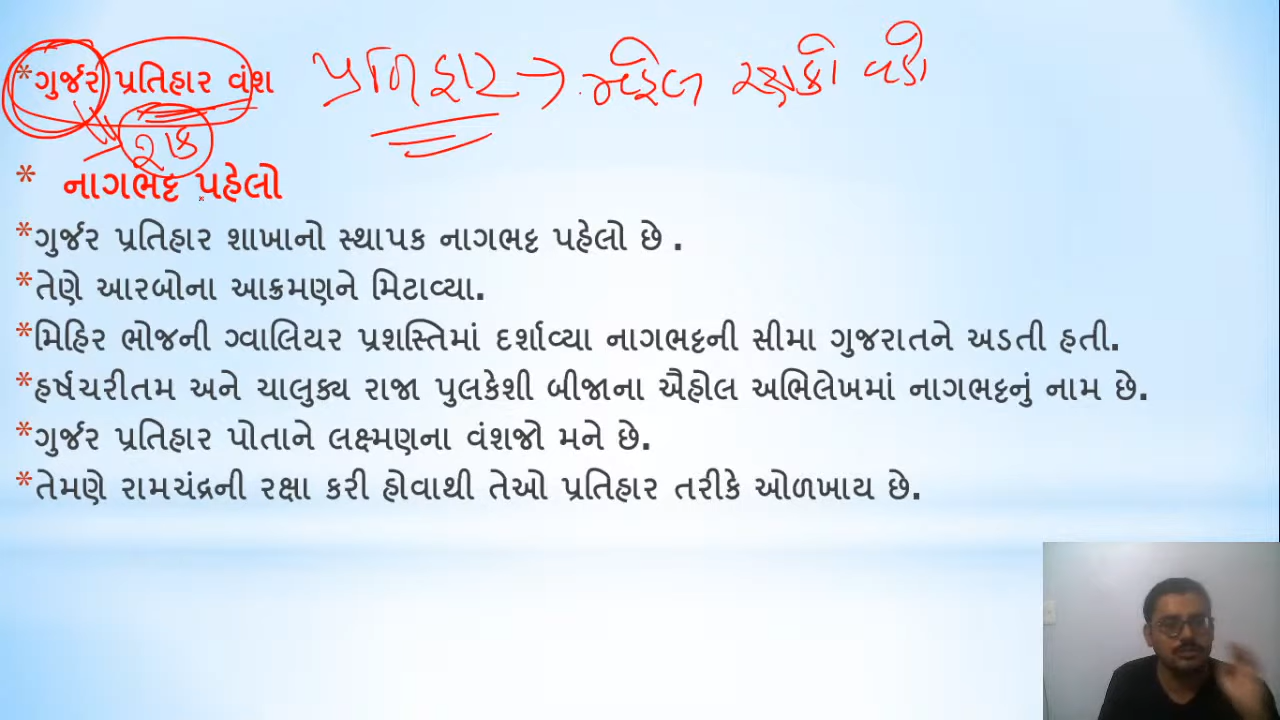 *ગુર્જર પ્રતિહાર વંશ
પ્રતિહાર → મહેલ રક્ષકો વડો
શક
* નાગભટ્ટ પહેલો
*ગુર્જર પ્રતિહાર શાખાનો સ્થાપક નાગભટ્ટ પહેલો છે .
*તેણે આરબોના આક્રમણને મિટાવ્યા.
*મિહિર ભોજની ગ્વાલિયર પ્રશસ્તિમાં દર્શાવ્યા નાગભટ્ટની સીમા ગુજરાતને અડતી હતી.
*હર્ષચરીતમ અને ચાલુક્ય રાજા પુલકેશી બીજાના ઐહોલ અભિલેખમાં નાગભટ્ટનું નામ છે.
*ગુર્જર પ્રતિહાર પોતાને લક્ષ્મણના વંશજો મને છે.
*તેમણે રામચંદ્રની રક્ષા કરી હોવાથી તેઓ પ્રતિહાર તરીકે ઓળખાય છે.